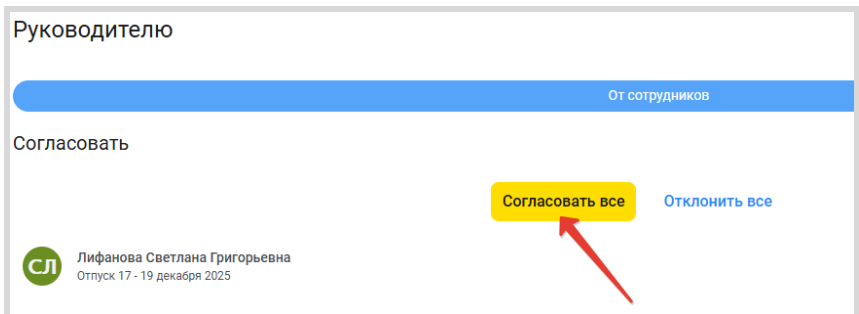 Руководителю
От сотрудников
Согласовать
Согласовать все
Отклонить все
СЛ
Лифанова Светлана Григорьевна
Отпуск 17 - 19 декабря 2025